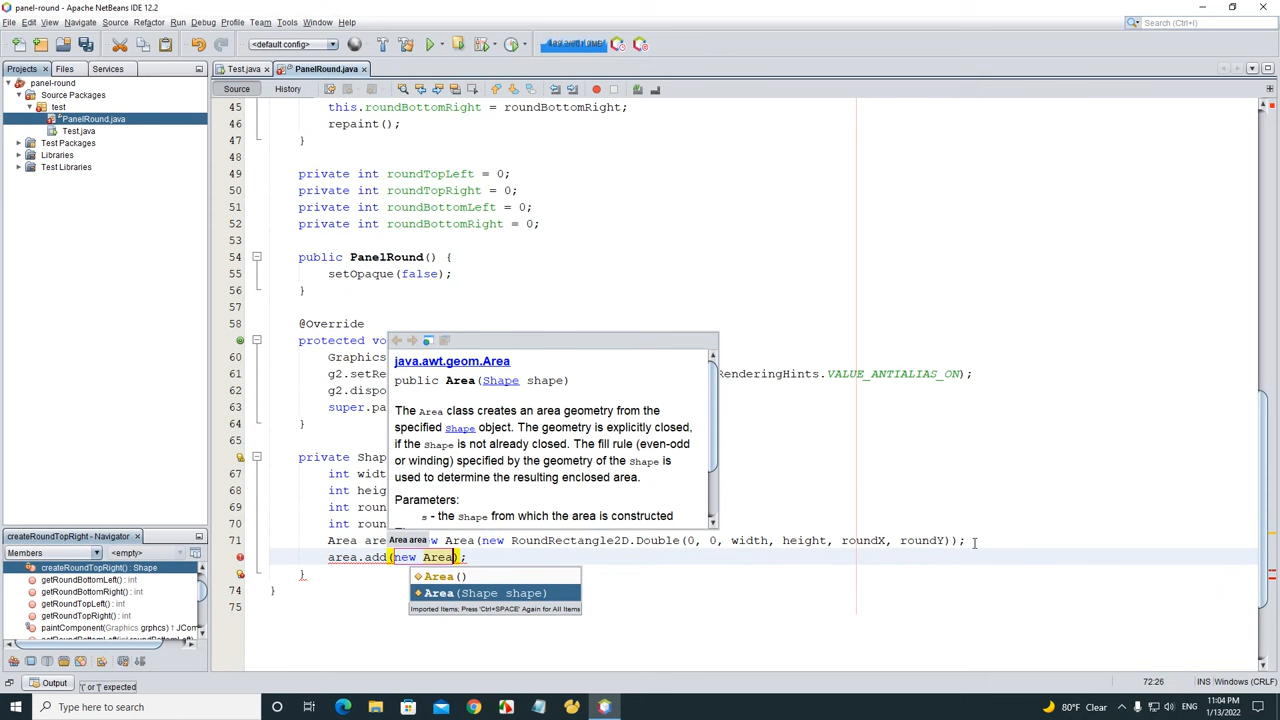 panel-round - Apache NetBeans IDE 12.2
File Edit View Navigate Source Refactor Run Debug Profile Team Tools Window Help
Search (Ctrl+I)
<default config>
Projects Files Services
Test.java PanelRound.java
Source History
panel-round
Source Packages
test
PanelRound.java
Test.java
Test Packages
Libraries
Test Libraries
45 this.roundBottomRight = roundBottomRight;
46 repaint();
47 }
48
49 private int roundTopLeft = 0;
50 private int roundTopRight = 0;
51 private int roundBottomLeft = 0;
52 private int roundBottomRight = 0;
53
54 public PanelRound() {
55 setOpaque(false);
56 }
57
58 @Override
protected vo
60 Graphics
61 g2.setRe RenderingHints.VALUE_ANTIALIAS_ON);
62 g2.dispo
63 super.pa
64 }
65
private Shap
67 int widt
68 int heig
69 int roun
70 int roun
71 Area are w Area(new RoundRectangle2D.Double(0, 0, width, height, roundX, roundY));
area.add(new Area);
}
74 }
75
java.awt.geom.Area
public Area(Shape shape)
The Area class creates an area geometry from the
specified Shape object. The geometry is explicitly closed,
if the Shape is not already closed. The fill rule (even-odd
or winding) specified by the geometry of the Shape is
used to determine the resulting enclosed area.
Parameters:
s - the Shape from which the area is constructed
Area area
Area()
Area(Shape shape)
Imported Items; Press 'Ctrl+SPACE' Again for All Items
createRoundTopRight - Navigator
Members <empty>
createRoundTopRight() : Shape
getRoundBottomLeft() : int
getRoundBottomRight() : int
getRoundTopLeft() : int
getRoundTopRight() : int
paintComponent(Graphics grphcs) ↑ JCom
Output
'(' or '[' expected
72:26
INS
Windows (CRLF)
Type here to search
80°F Clear
ENG
11:04 PM
1/13/2022